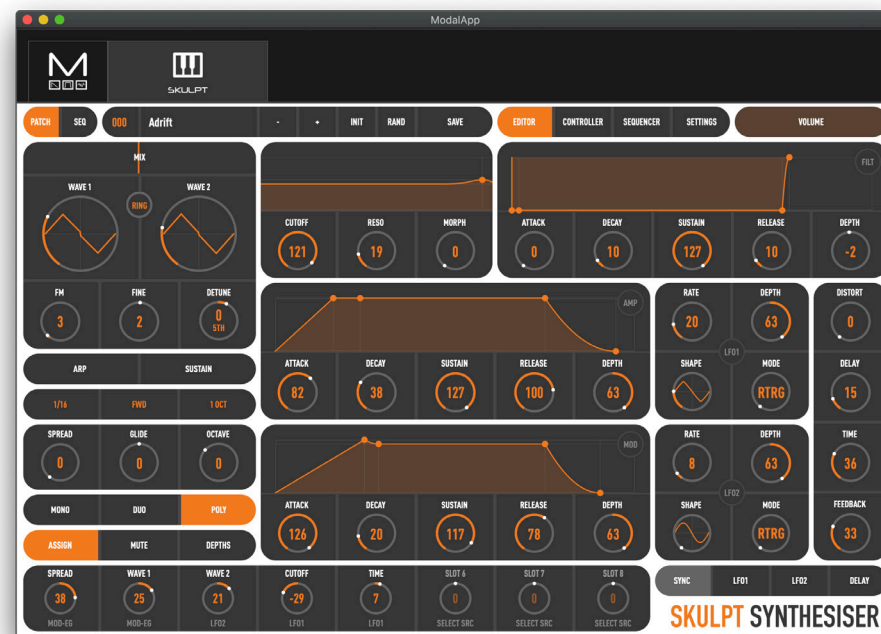 ModalApp
M
SKULPT
PATCH SEQ 000 Adrift - + INIT RAND SAVE EDITOR CONTROLLER SEQUENCER SETTINGS VOLUME
MIX
WAVE 1 WAVE 2
RING
FM FINE DETUNE
3 2 0
5TH
CUTOFF RESO MORPH
121 19 0
FILT
ATTACK DECAY SUSTAIN RELEASE DEPTH
0 10 127 10 -2
AMP
ATTACK DECAY SUSTAIN RELEASE DEPTH
82 38 127 100 63
RATE DEPTH
20 63
LFO1
SHAPE MODE
RTRG
DISTORT
0
DELAY
15
TIME
36
FEEDBACK
33
ARP SUSTAIN
1/16 FWD 1 OCT
SPREAD GLIDE OCTAVE
0 0 0
MONO DUO POLY
ASSIGN MUTE DEPTHS
MOD
ATTACK DECAY SUSTAIN RELEASE DEPTH
126 20 117 78 63
RATE DEPTH
8 63
LFO2
SHAPE MODE
RTRG
SPREAD WAVE 1 WAVE 2 CUTOFF TIME SLOT 6 SLOT 7 SLOT 8
38 25 21 -29 7 0 0 0
MOD-EG MOD-EG LFO2 LFO1 LFO1 SELECT SRC SELECT SRC SELECT SRC
SYNC LFO1 LFO2 DELAY
SKULPT SYNTHESISER